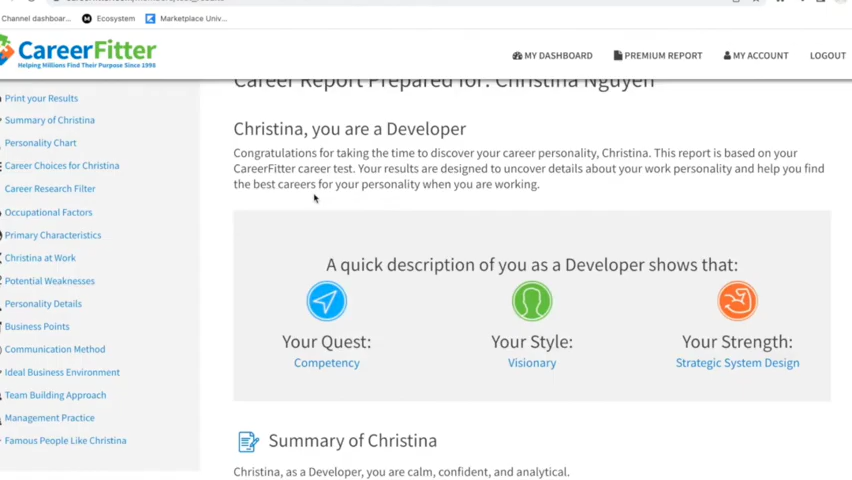 Channel dashboar...
Ecosystem
Marketplace Univ...
CareerFitter
Helping Millions Find Their Purpose Since 1998
MY DASHBOARD
PREMIUM REPORT
MY ACCOUNT
LOGOUT
Print your Results
Summary of Christina
Personality Chart
Career Choices for Christina
Career Research Filter
Occupational Factors
Primary Characteristics
Christina at Work
Potential Weaknesses
Personality Details
Business Points
Communication Method
Ideal Business Environment
Team Building Approach
Management Practice
Famous People Like Christina
Career Report Prepared for: Christina Nguyen
Christina, you are a Developer
Congratulations for taking the time to discover your career personality, Christina. This report is based on your
CareerFitter career test. Your results are designed to uncover details about your work personality and help you find
the best careers for your personality when you are working.
A quick description of you as a Developer shows that:
Your Quest:
Competency
Your Style:
Visionary
Your Strength:
Strategic System Design
Summary of Christina
Christina, as a Developer, you are calm, confident, and analytical.